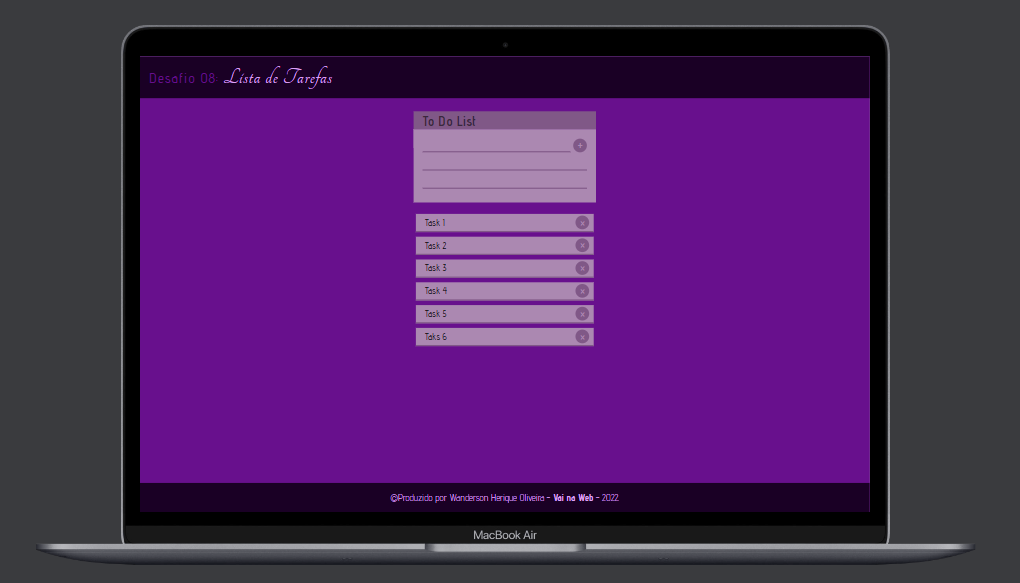 Desafio 08: Lista de Tarefas
To Do List
+
Task 1 x
Task 2 x
Task 3 x
Task 4 x
Task 5 x
Taks 6 x
©Produzido por Wanderson Herique Oliveira - Vai na Web - 2022
MacBook Air